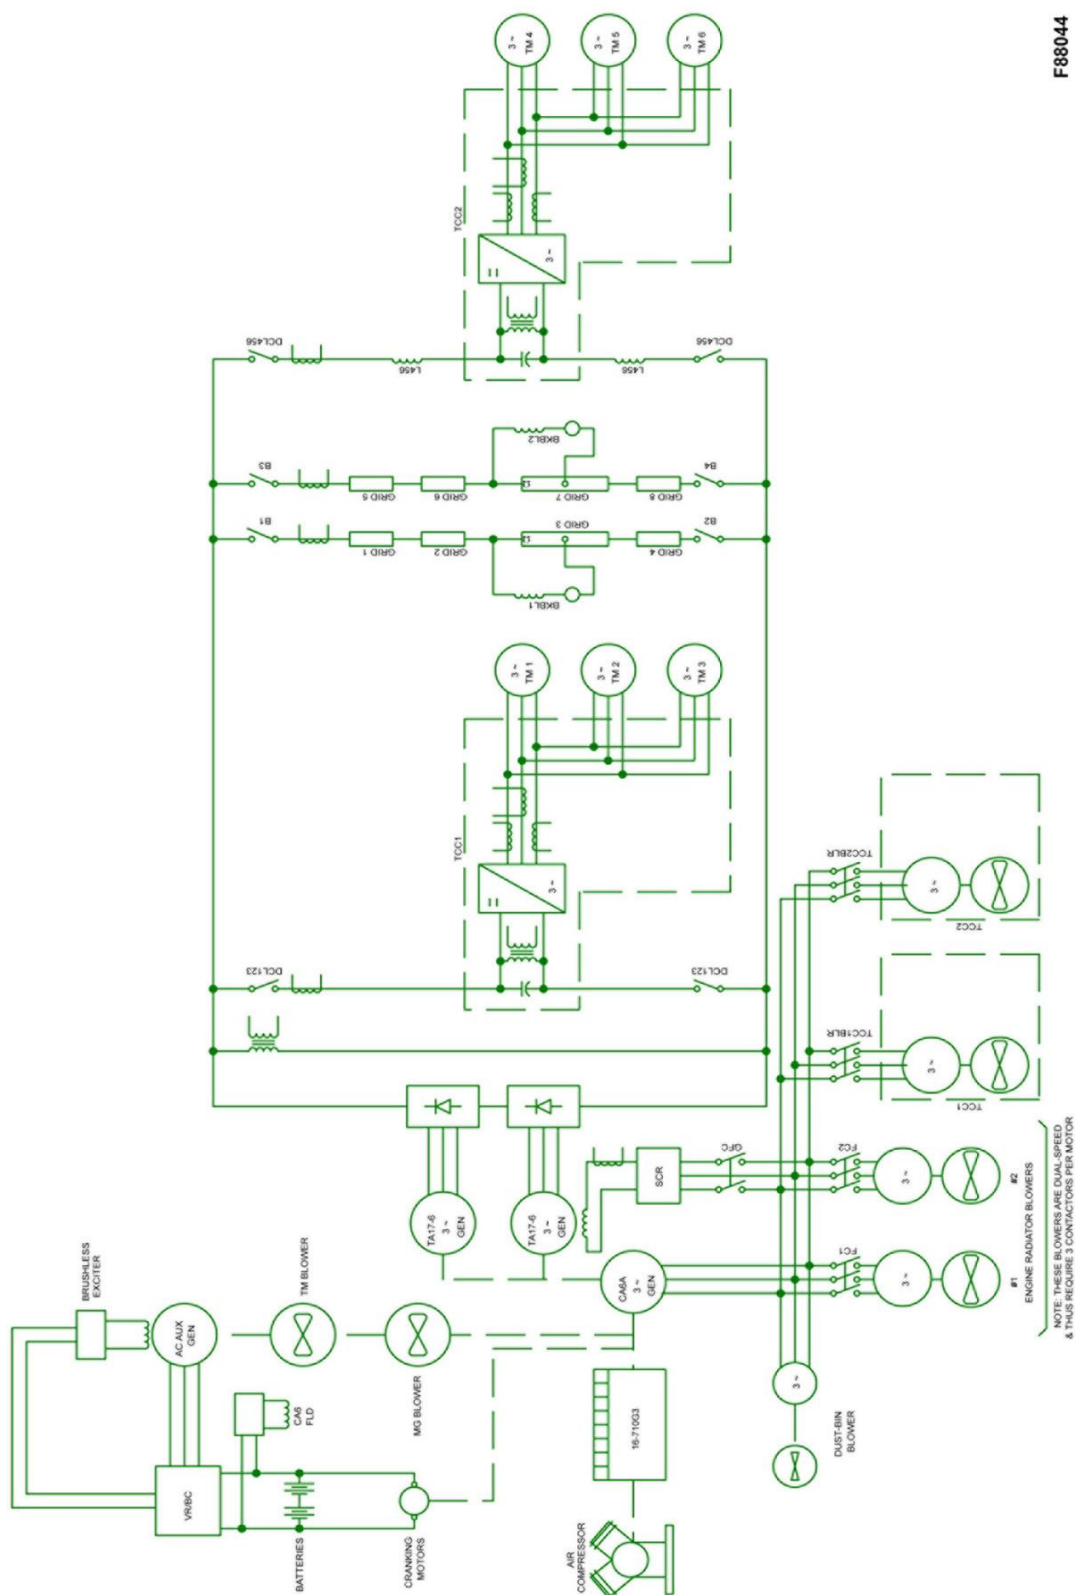 F88044
3 ~
TM 4
3 ~
TM 5
3 ~
TM 6
TCC2
3 ~
DCL456
L456
L456
DCL456
B3
GRID 5
GRID 6
BKBL2
GRID 7
GRID 8
B4
B1
GRID 1
GRID 2
BKBL1
GRID 3
GRID 4
B2
3 ~
TM 1
3 ~
TM 2
3 ~
TM 3
TCC1
3 ~
DCL123
DCL123
TCC2BLR
3 ~
TCC2
TCC1BLR
3 ~
TCC1
TA17-6
3 ~
GEN
TA17-6
3 ~
GEN
SCR
GFC
FC2
3 ~
#2
FC1
3 ~
#1
ENGINE RADIATOR BLOWERS
NOTE: THESE BLOWERS ARE DUAL-SPEED
& THUS REQUIRE 3 CONTACTORS PER MOTOR
CA6A
3 ~
GEN
BRUSHLESS
EXCITER
AC AUX
GEN
TM BLOWER
MG BLOWER
3 ~
DUST-BIN
BLOWER
CA6
FLD
VR/BC
BATTERIES
CRANKING
MOTORS
16-710G3
AIR
COMPRESSOR